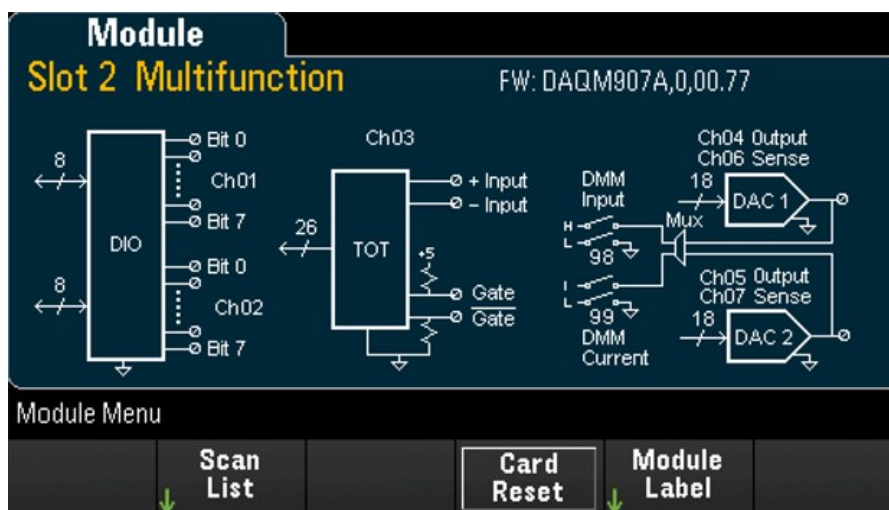 Module
Slot 2 Multifunction
FW: DAQM907A,0,00.77
8
DIO
Bit 0
Ch01
Bit 7
8
Bit 0
Ch02
Bit 7
Ch03
26
TOT
+ Input
- Input
+5
Gate
Gate
DMM
Input
H
L
98
I
L
99
DMM
Current
Mux
Ch04 Output
Ch06 Sense
18
DAC 1
Ch05 Output
Ch07 Sense
18
DAC 2
Module Menu
Scan
List
Card
Reset
Module
Label